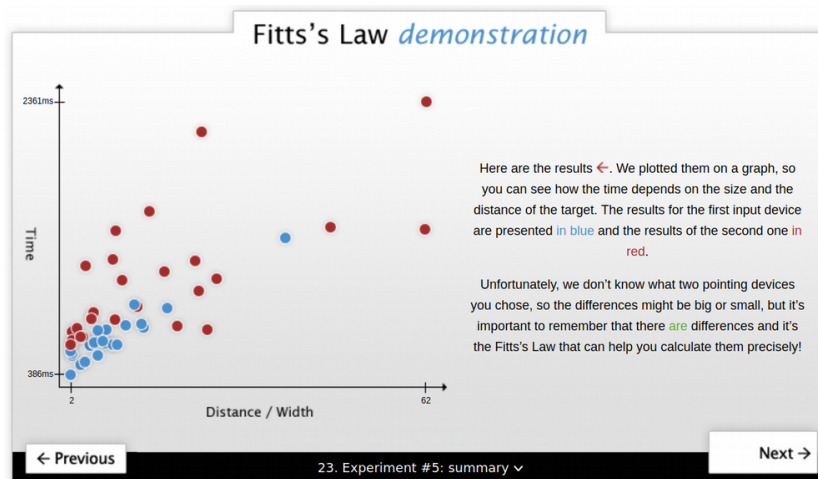 Fitts's Law demonstration
2361ms
Time
386ms
2
62
Distance / Width
Here are the results ←. We plotted them on a graph, so
you can see how the time depends on the size and the
distance of the target. The results for the first input device
are presented in blue and the results of the second one in
red.
Unfortunately, we don't know what two pointing devices
you chose, so the differences might be big or small, but it's
important to remember that there are differences and it's
the Fitts's Law that can help you calculate them precisely!
← Previous
23. Experiment #5: summary
Next →